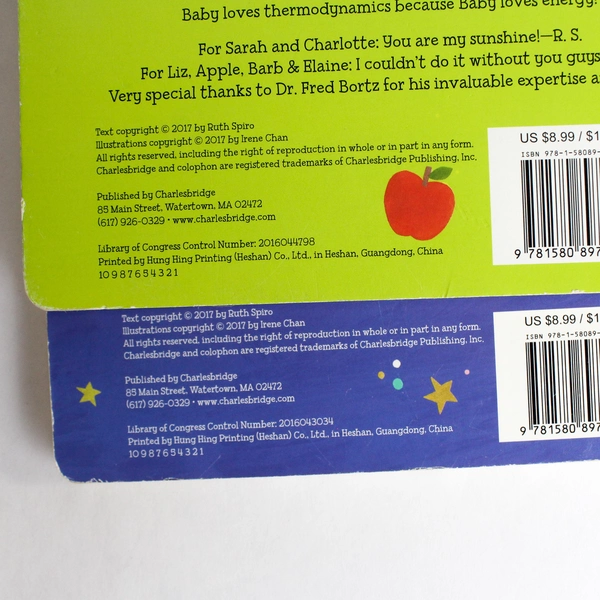 Baby loves thermodynamics because Baby loves energy!
For Sarah and Charlotte: You are my sunshine!—R. S.
For Liz, Apple, Barb & Elaine: I couldn't do it without you guys
Very special thanks to Dr. Fred Bortz for his invaluable expertise a
Text copyright © 2017 by Ruth Spiro
Illustrations copyright © 2017 by Irene Chan
All rights reserved, including the right of reproduction in whole or in part in any form.
Charlesbridge and colophon are registered trademarks of Charlesbridge Publishing, Inc.
Published by Charlesbridge
85 Main Street, Watertown, MA 02472
(617) 926-0329 • www.charlesbridge.com
Library of Congress Control Number: 2016044798
Printed by Hung Hing Printing (Heshan) Co., Ltd., in Heshan, Guangdong, China
10 9 8 7 6 5 4 3 2 1
US $8.99 / $1
ISBN 978-1-58089-
9 781580 897
Text copyright © 2017 by Ruth Spiro
Illustrations copyright © 2017 by Irene Chan
All rights reserved, including the right of reproduction in whole or in part in any form.
Charlesbridge and colophon are registered trademarks of Charlesbridge Publishing, Inc.
Published by Charlesbridge
85 Main Street, Watertown, MA 02472
(617) 926-0329 • www.charlesbridge.com
Library of Congress Control Number: 2016043034
Printed by Hung Hing Printing (Heshan) Co., Ltd., in Heshan, Guangdong, China
10 9 8 7 6 5 4 3 2 1
US $8.99 / $1
ISBN 978-1-58089-
9 781580 897